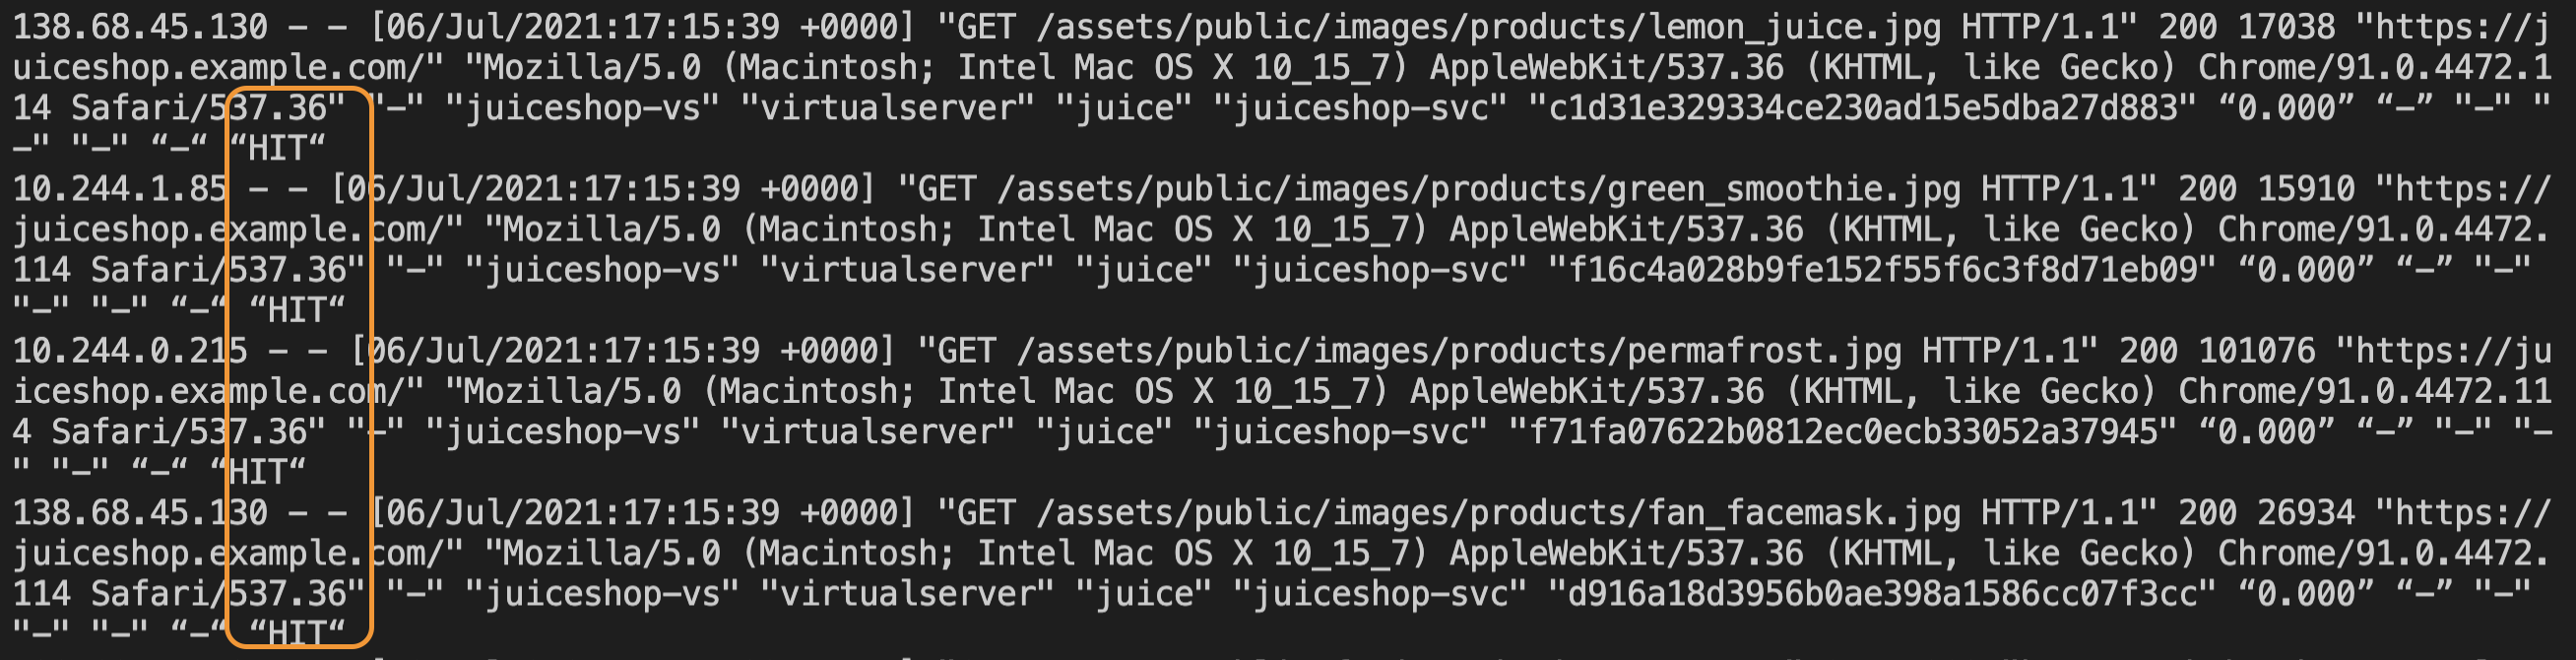 138.68.45.130 - - [06/Jul/2021:17:15:39 +0000] "GET /assets/public/images/products/lemon_juice.jpg HTTP/1.1" 200 17038 "https://j
uiceshop.example.com/" "Mozilla/5.0 (Macintosh; Intel Mac OS X 10_15_7) AppleWebKit/537.36 (KHTML, like Gecko) Chrome/91.0.4472.1
14 Safari/537.36" "-" "juiceshop-vs" "virtualserver" "juice" "juiceshop-svc" "c1d31e329334ce230ad15e5dba27d883" “0.000” “-” "-" "
-" "-" “-“ “HIT“
10.244.1.85 - - [06/Jul/2021:17:15:39 +0000] "GET /assets/public/images/products/green_smoothie.jpg HTTP/1.1" 200 15910 "https://
juiceshop.example.com/" "Mozilla/5.0 (Macintosh; Intel Mac OS X 10_15_7) AppleWebKit/537.36 (KHTML, like Gecko) Chrome/91.0.4472.
114 Safari/537.36" "-" "juiceshop-vs" "virtualserver" "juice" "juiceshop-svc" "f16c4a028b9fe152f55f6c3f8d71eb09" “0.000” “-” "-"
"-" "-" “-“ “HIT“
10.244.0.215 - - [06/Jul/2021:17:15:39 +0000] "GET /assets/public/images/products/permafrost.jpg HTTP/1.1" 200 101076 "https://ju
iceshop.example.com/" "Mozilla/5.0 (Macintosh; Intel Mac OS X 10_15_7) AppleWebKit/537.36 (KHTML, like Gecko) Chrome/91.0.4472.11
4 Safari/537.36" "-" "juiceshop-vs" "virtualserver" "juice" "juiceshop-svc" "f71fa07622b0812ec0ecb33052a37945" “0.000” “-” "-" "-
" "-" “-“ “HIT“
138.68.45.130 - - [06/Jul/2021:17:15:39 +0000] "GET /assets/public/images/products/fan_facemask.jpg HTTP/1.1" 200 26934 "https://
juiceshop.example.com/" "Mozilla/5.0 (Macintosh; Intel Mac OS X 10_15_7) AppleWebKit/537.36 (KHTML, like Gecko) Chrome/91.0.4472.
114 Safari/537.36" "-" "juiceshop-vs" "virtualserver" "juice" "juiceshop-svc" "d916a18d3956b0ae398a1586cc07f3cc" “0.000” “-” "-"
"-" "-" “-“ “HIT“